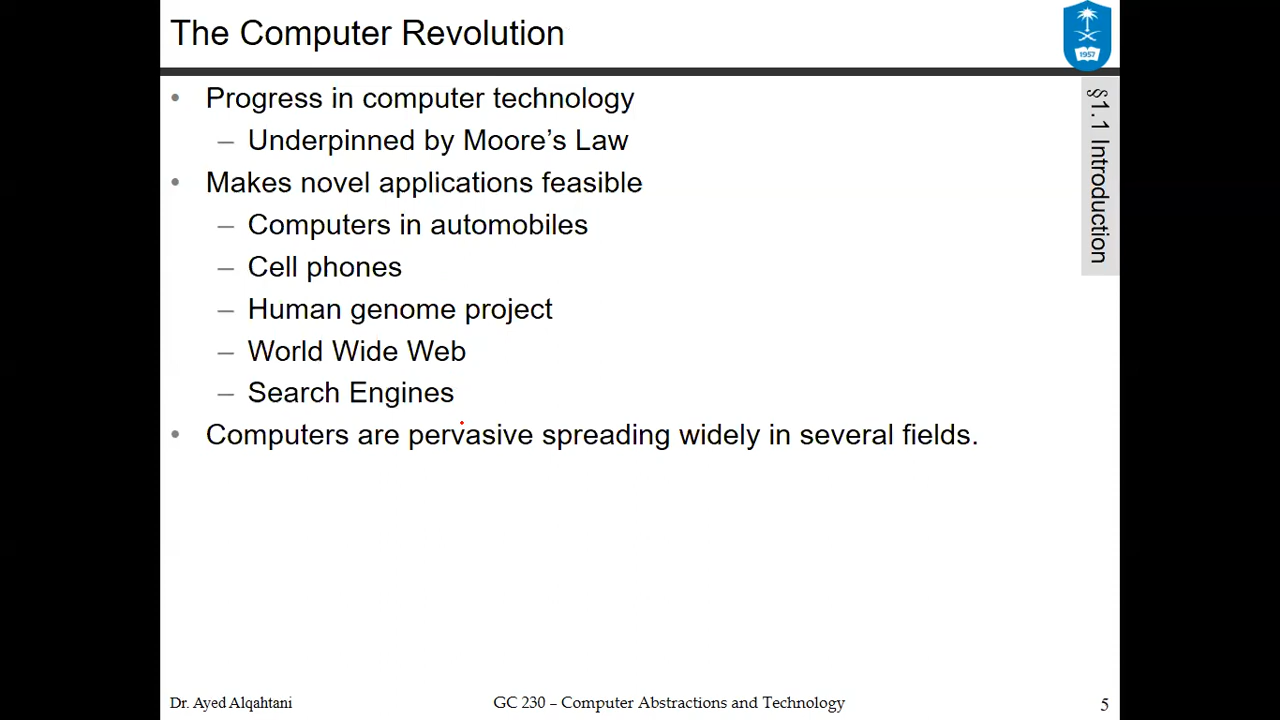 The Computer Revolution
1957
§1.1 Introduction
• Progress in computer technology
– Underpinned by Moore’s Law
• Makes novel applications feasible
– Computers in automobiles
– Cell phones
– Human genome project
– World Wide Web
– Search Engines
• Computers are pervasive spreading widely in several fields.
Dr. Ayed Alqahtani
GC 230 – Computer Abstractions and Technology
5